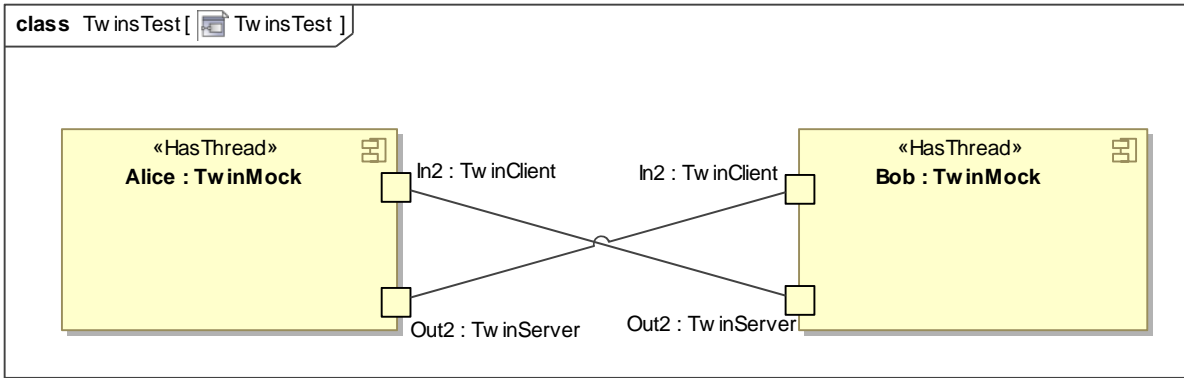 class TwinsTest [ TwinsTest ]
«HasThread»
Alice : TwinMock
In2 : TwinClient
Out2 : TwinServer
«HasThread»
Bob : TwinMock
In2 : TwinClient
Out2 : TwinServer